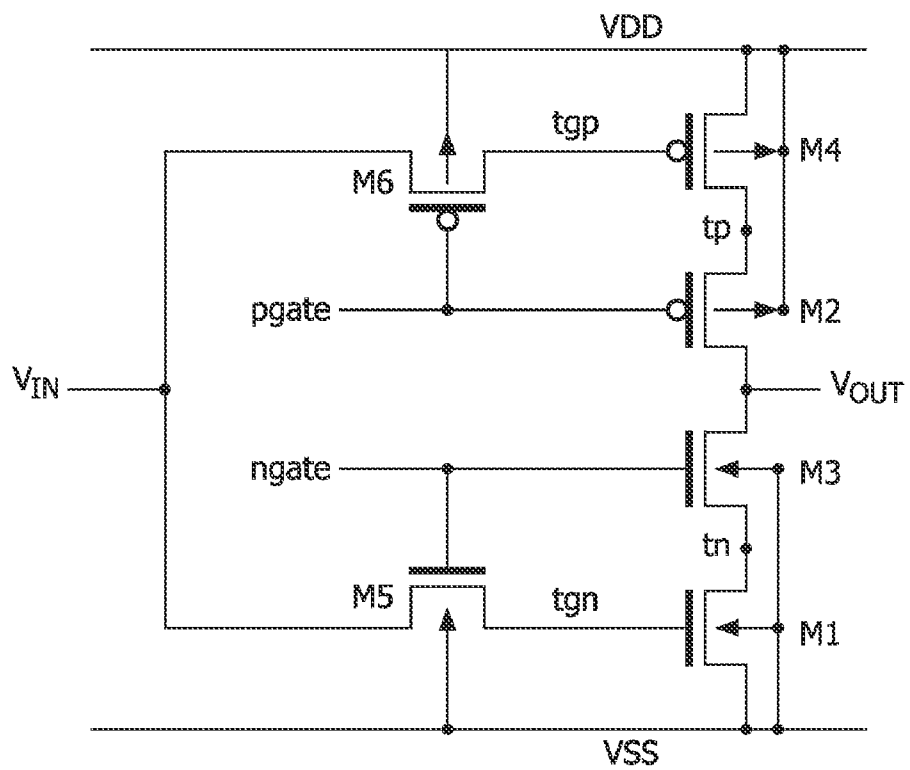 VDD
tgp
M6
M4
tp
pgate
M2
VIN
VOUT
ngate
M3
tn
M5
tgn
M1
VSS